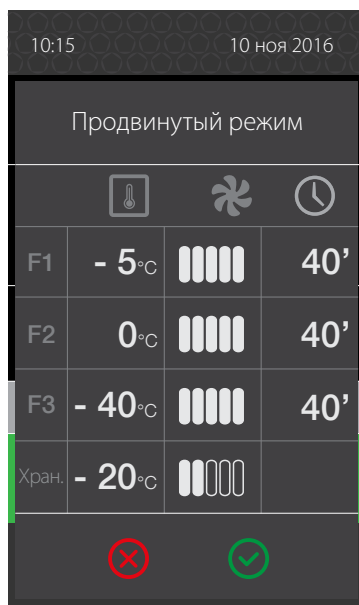 10:15 10 ноя 2016
Продвинутый режим
F1 - 5°C 40’
F2 0°C 40’
F3 - 40°C 40’
Хран. - 20°C